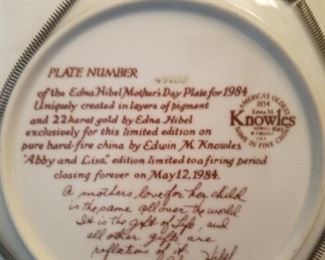 PLATE NUMBER
of the Edna Hibel Mother's Day Plate for 1984
Uniquely created in layers of pigment
and 22 karat gold by Edna Hibel
exclusively for this limited edition on
pure hard-fire china by Edwin M. Knowles
"Abby and Lisa," edition limited to a firing period
closing forever on May 12, 1984.
A mothers love for her child
is the same all over the world
It is the gift of life, and
all other gifts are
reflections of it.
Hibel
AMERICA'S OLDEST
1854
Edwin M.
Knowles
NAME IN FINE CHINA